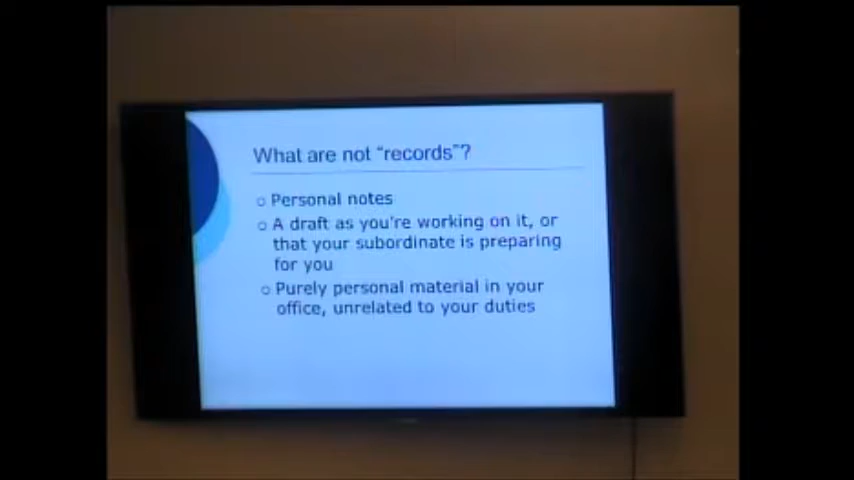 What are not “records”?
Personal notes
A draft as you're working on it, or
that your subordinate is preparing
for you
Purely personal material in your
office, unrelated to your duties